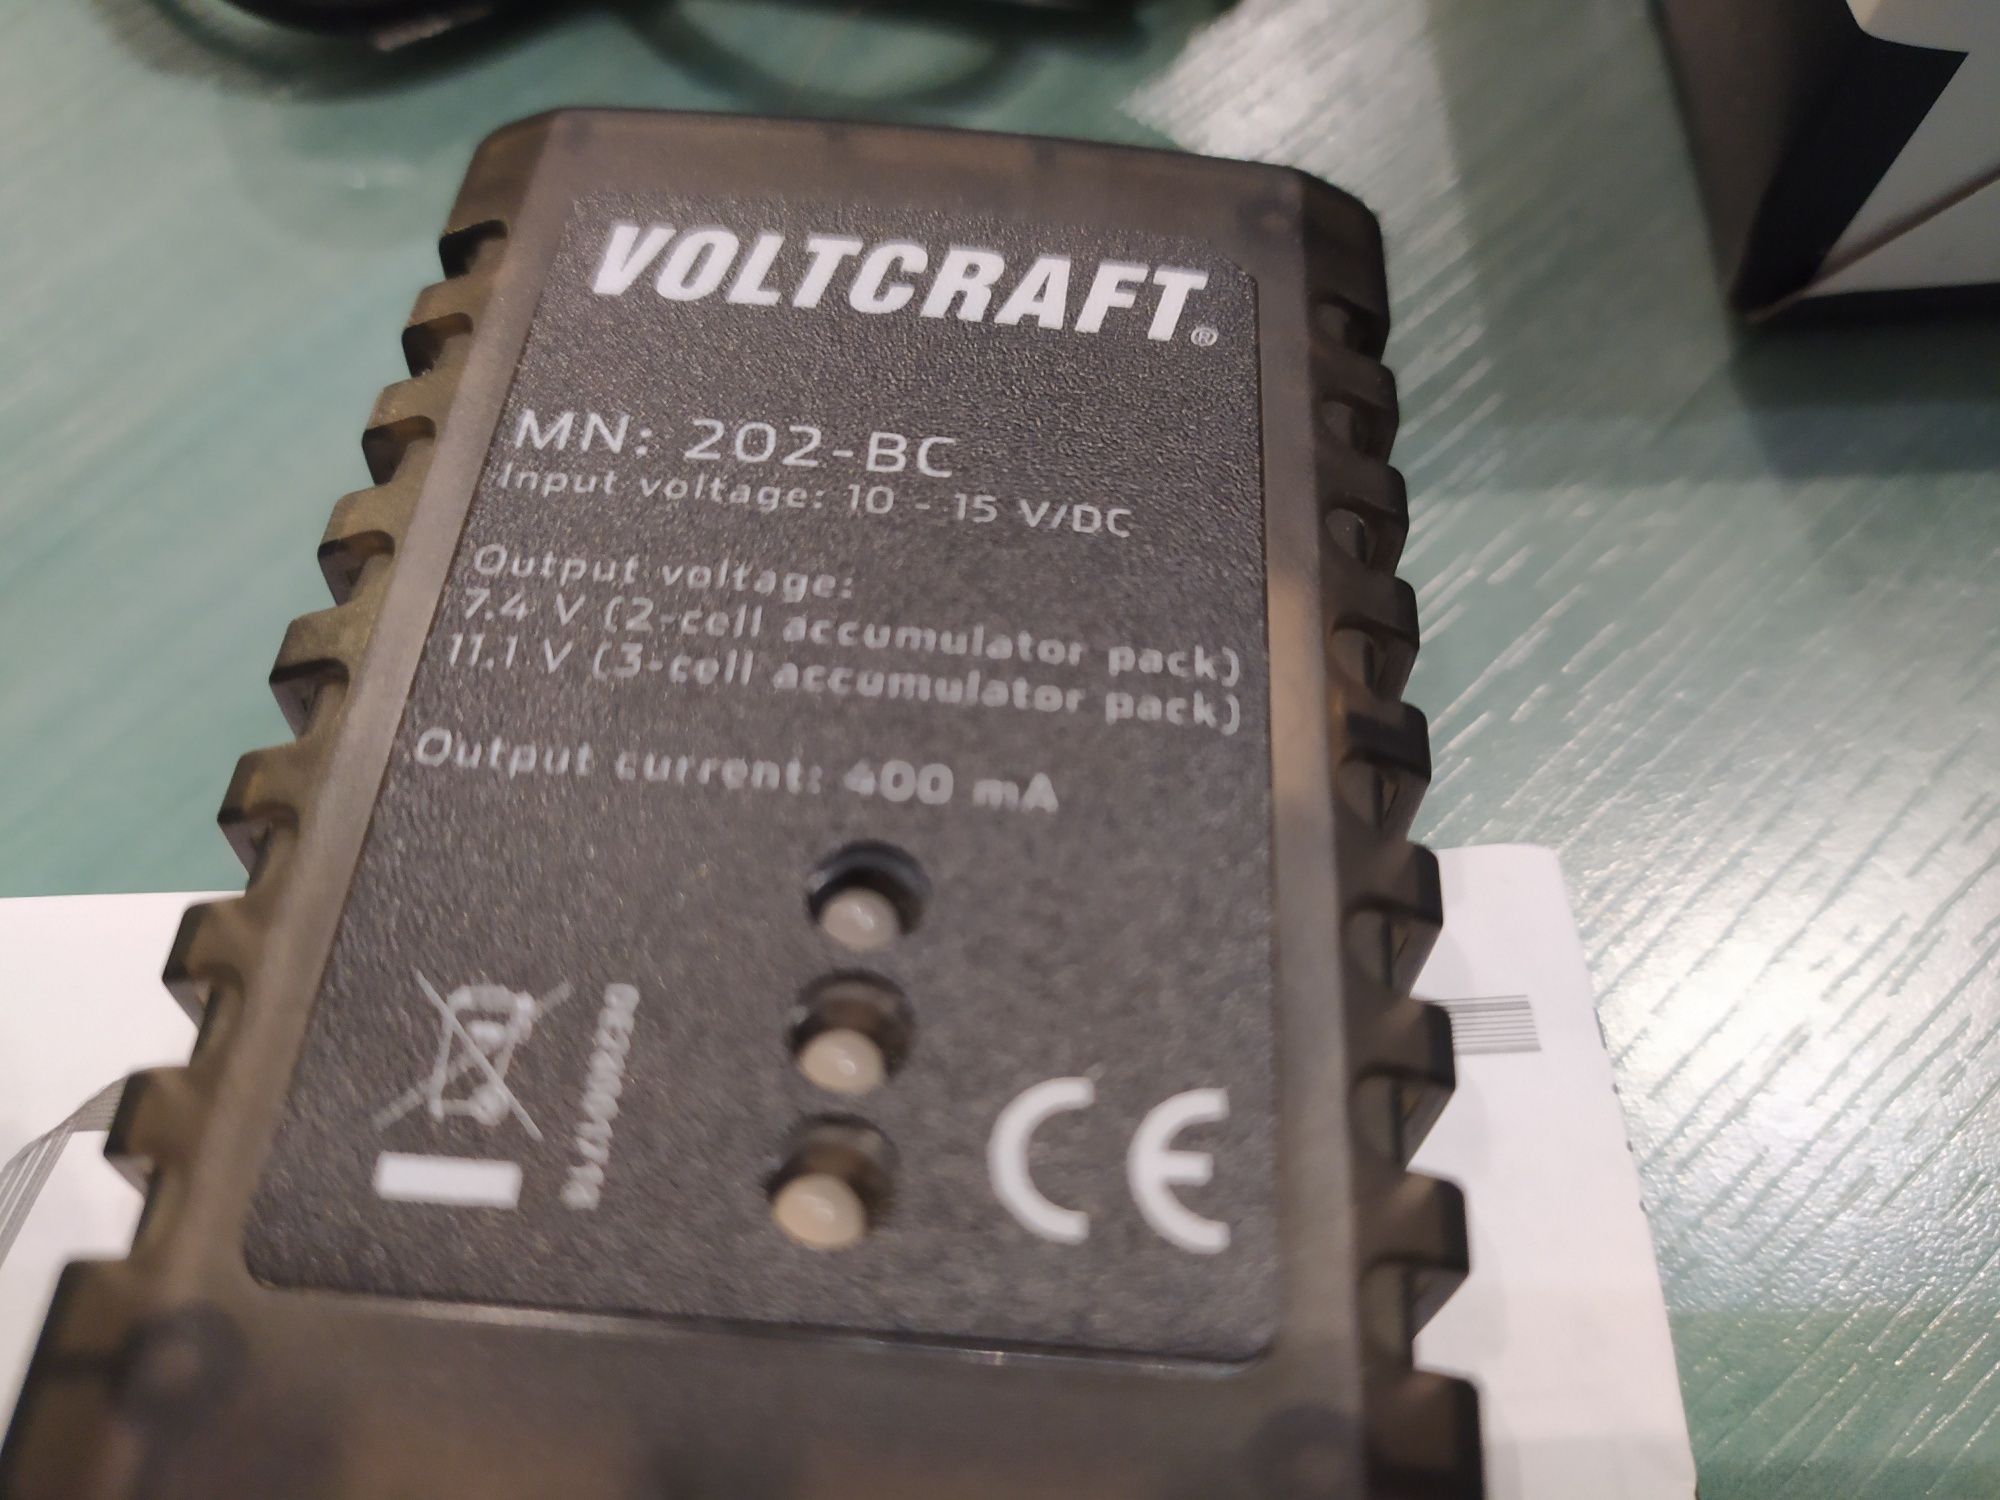 VOLTCRAFT®
MN: 202-BC
Input voltage: 10 - 15 V/DC
Output voltage:
7.4 V (2-cell accumulator pack)
11.1 V (3-cell accumulator pack)
Output current: 400 mA
CE